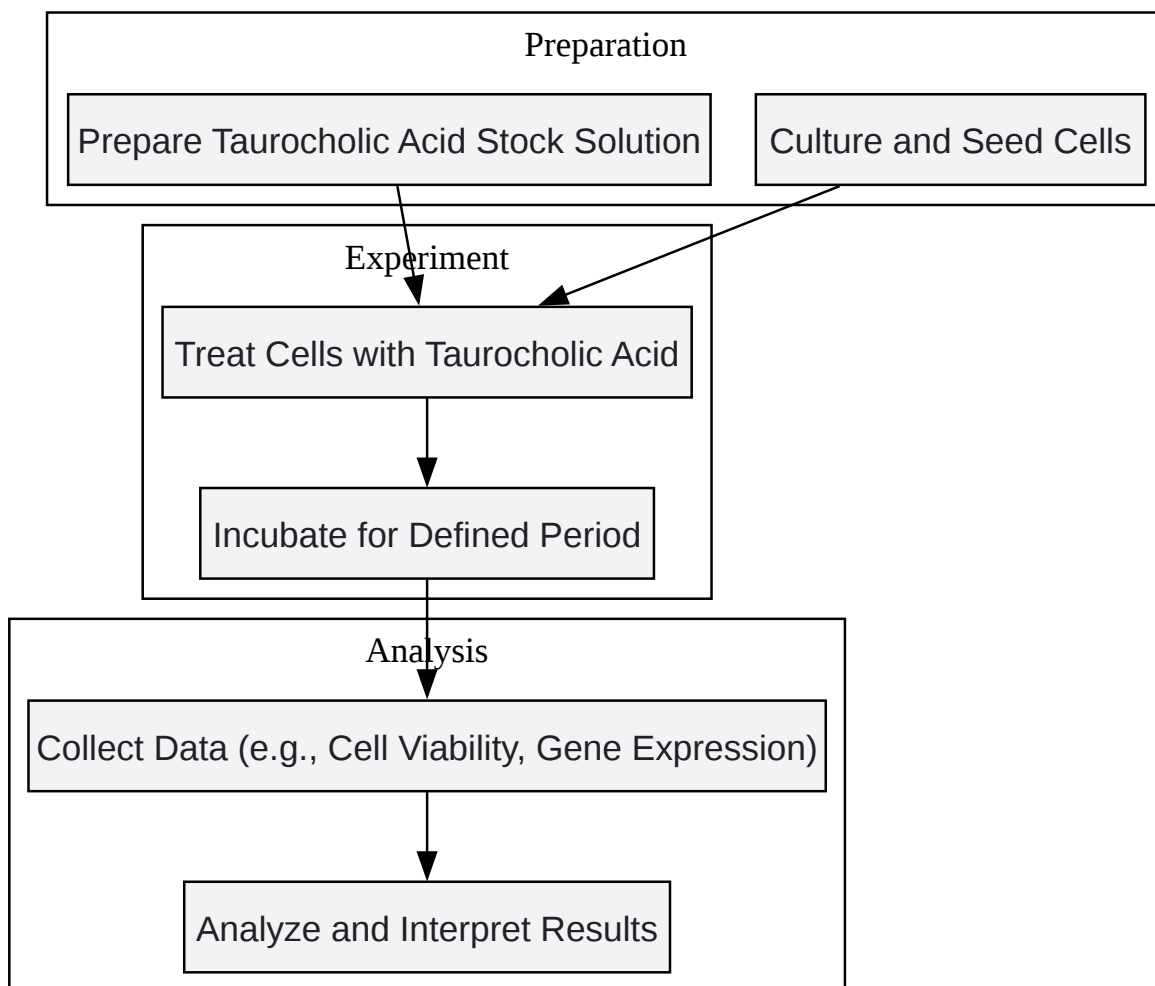 Preparation
Prepare Taurocholic Acid Stock Solution
Culture and Seed Cells
Experiment
Treat Cells with Taurocholic Acid
Incubate for Defined Period
Analysis
Collect Data (e.g., Cell Viability, Gene Expression)
Analyze and Interpret Results